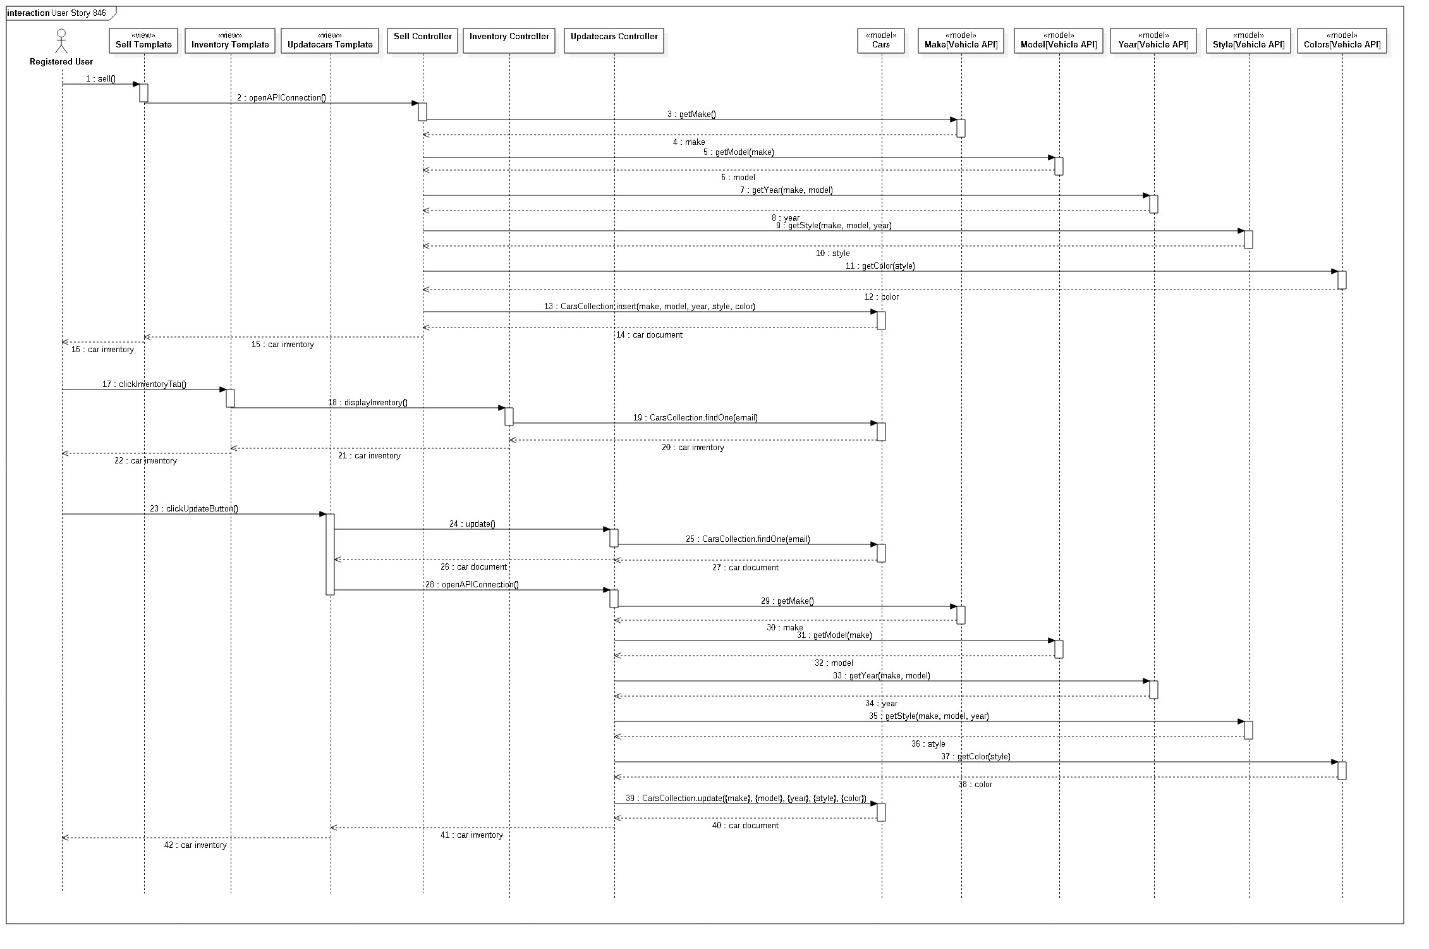 interaction User Story 846
Registered User
«view»
Sell Template
«view»
Inventory Template
«view»
Updatecars Template
Sell Controller
Inventory Controller
Updatecars Controller
«model»
Cars
«model»
Make[Vehicle API]
«model»
Model[Vehicle API]
«model»
Year[Vehicle API]
«model»
Style[Vehicle API]
«model»
Colors[Vehicle API]
1 : sell()
2 : openAPIConnection()
3 : getMake()
4 : make
5 : getModel(make)
6 : model
7 : getYear(make, model)
8 : year
9 : getStyle(make, model, year)
10 : style
11 : getColor(style)
12 : color
13 : CarsCollection.insert(make, model, year, style, color)
14 : car document
15 : car inventory
16 : car inventory
17 : clickInventoryTab()
18 : displayInventory()
19 : CarsCollection.findOne(email)
20 : car inventory
21 : car inventory
22 : car inventory
23 : clickUpdateButton()
24 : update()
25 : CarsCollection.findOne(email)
26 : car document
27 : car document
28 : openAPIConnection()
29 : getMake()
30 : make
31 : getModel(make)
32 : model
33 : getYear(make, model)
34 : year
35 : getStyle(make, model, year)
36 : style
37 : getColor(style)
38 : color
39 : CarsCollection.update({make}, {model}, {year}, {style}, {color})
40 : car document
41 : car inventory
42 : car inventory